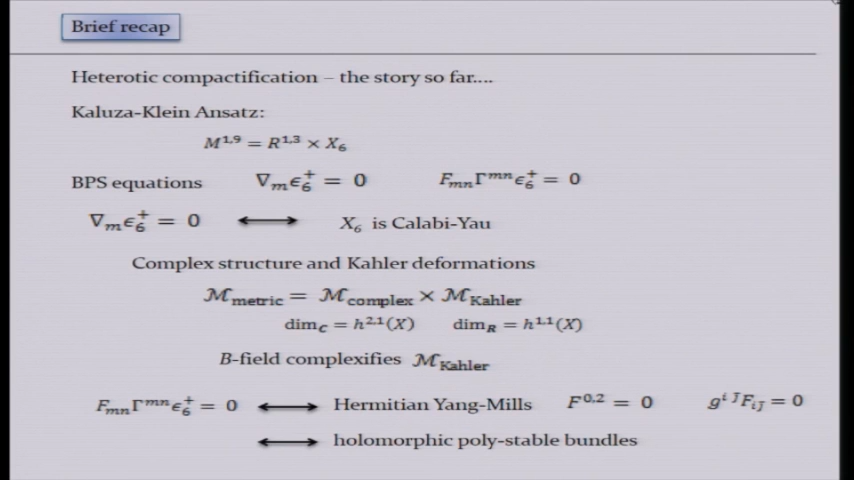 Brief recap
Heterotic compactification – the story so far....
Kaluza-Klein Ansatz:
M^{1,9} = R^{1,3} × X_6
BPS equations ∇_m ϵ_6^+ = 0 F_{mn} Γ^{mn} ϵ_6^+ = 0
∇_m ϵ_6^+ = 0 ⟷ X_6 is Calabi-Yau
Complex structure and Kahler deformations
ℳ_metric = ℳ_complex × ℳ_Kahler
dim_C = h^{2,1}(X) dim_R = h^{1,1}(X)
B-field complexifies ℳ_Kahler
F_{mn} Γ^{mn} ϵ_6^+ = 0 ⟷ Hermitian Yang-Mills F^{0,2} = 0 g^{i J̄} F_{iJ̄} = 0
⟷ holomorphic poly-stable bundles